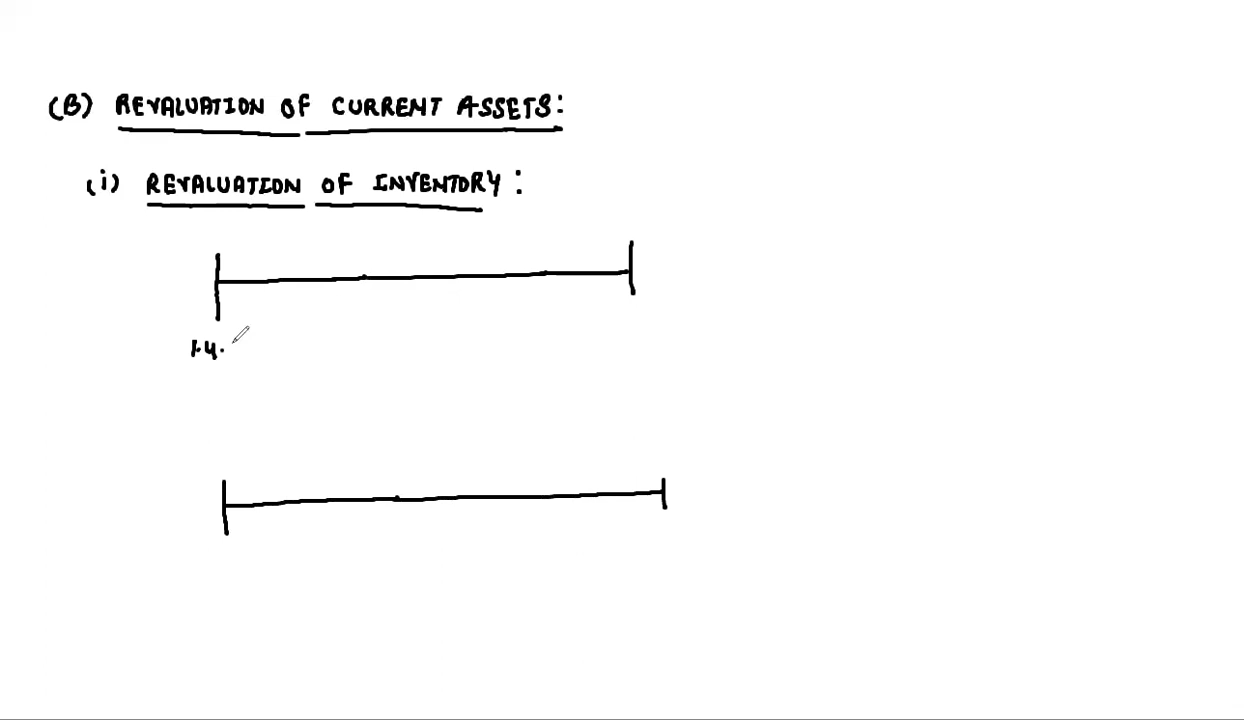 (B) REVALUATION OF CURRENT ASSETS:
(i) REVALUATION OF INVENTORY:
1.4.